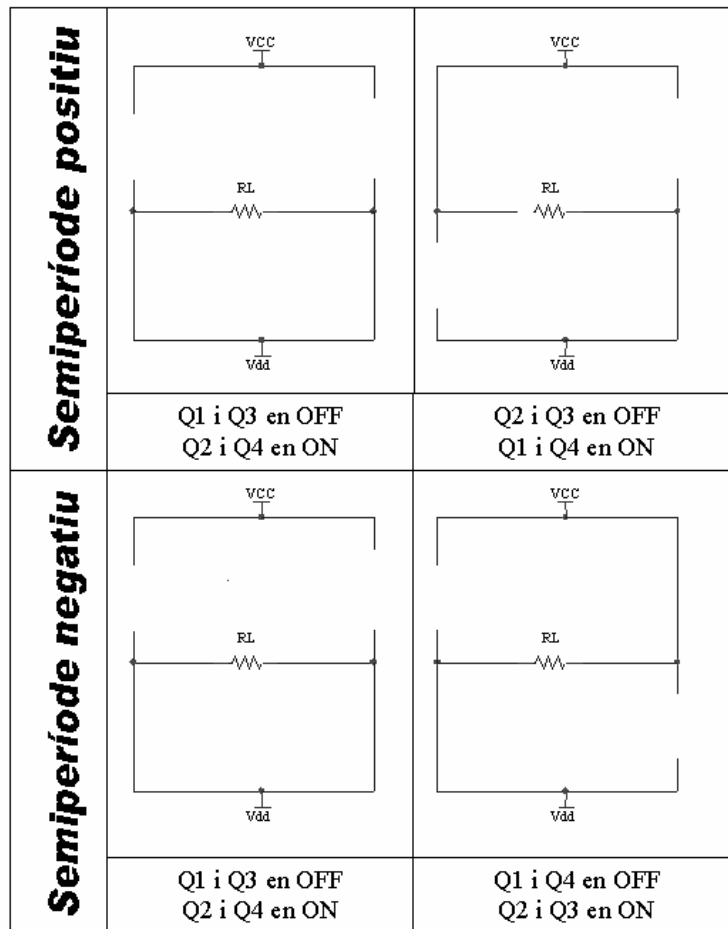 Semiperíode positiu
VCC
RL
Vdd
VCC
RL
Vdd
Q1 i Q3 en OFF
Q2 i Q4 en ON
Q2 i Q3 en OFF
Q1 i Q4 en ON
Semiperíode negatiu
VCC
RL
Vdd
VCC
RL
Vdd
Q1 i Q3 en OFF
Q2 i Q4 en ON
Q1 i Q4 en OFF
Q2 i Q3 en ON